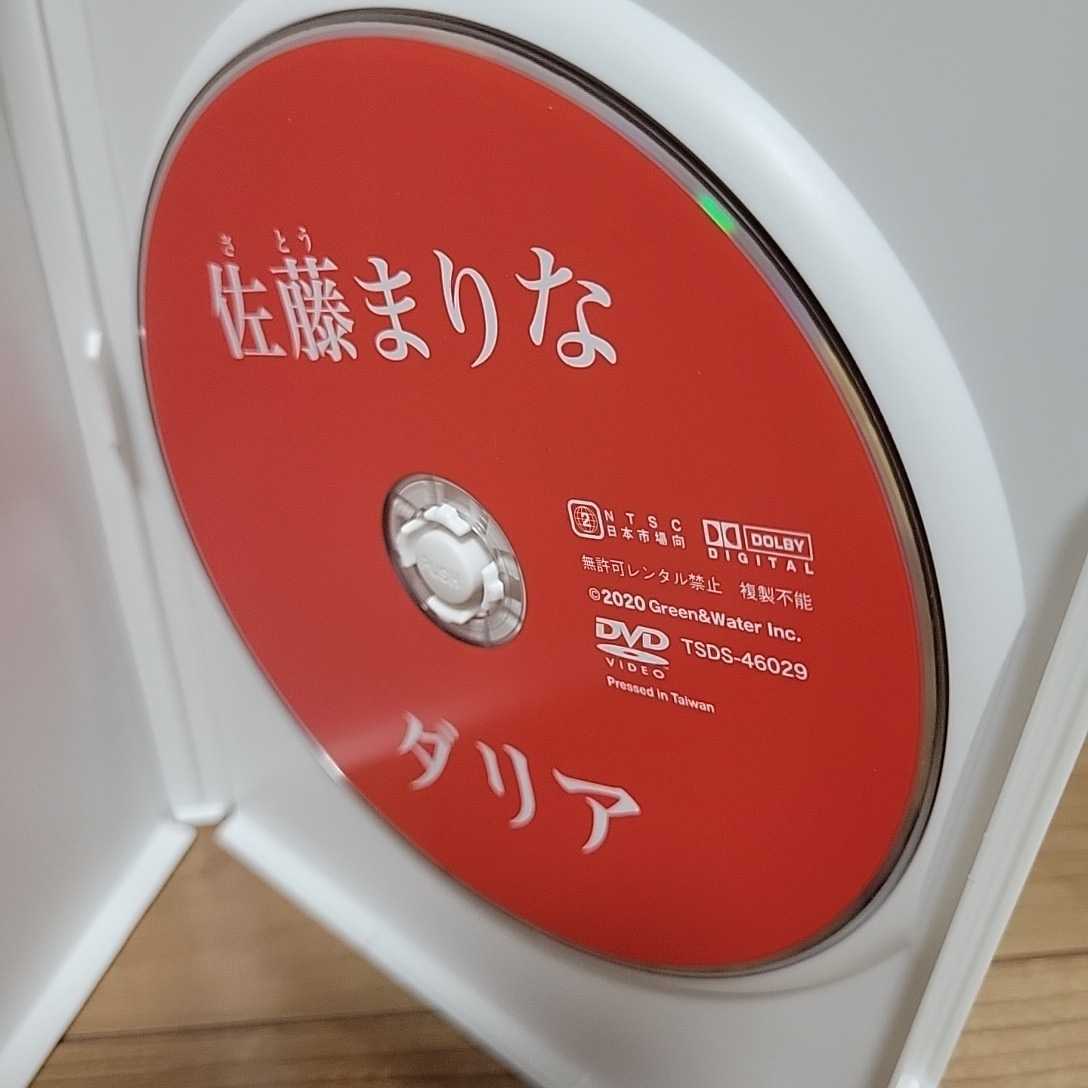 さとう
佐藤まりな
2
NTSC
日本市場向
DOLBY
DIGITAL
無許可レンタル禁止 複製不能
©2020 Green&Water Inc.
DVD
VIDEO
TSDS-46029
Pressed in Taiwan
ダリア